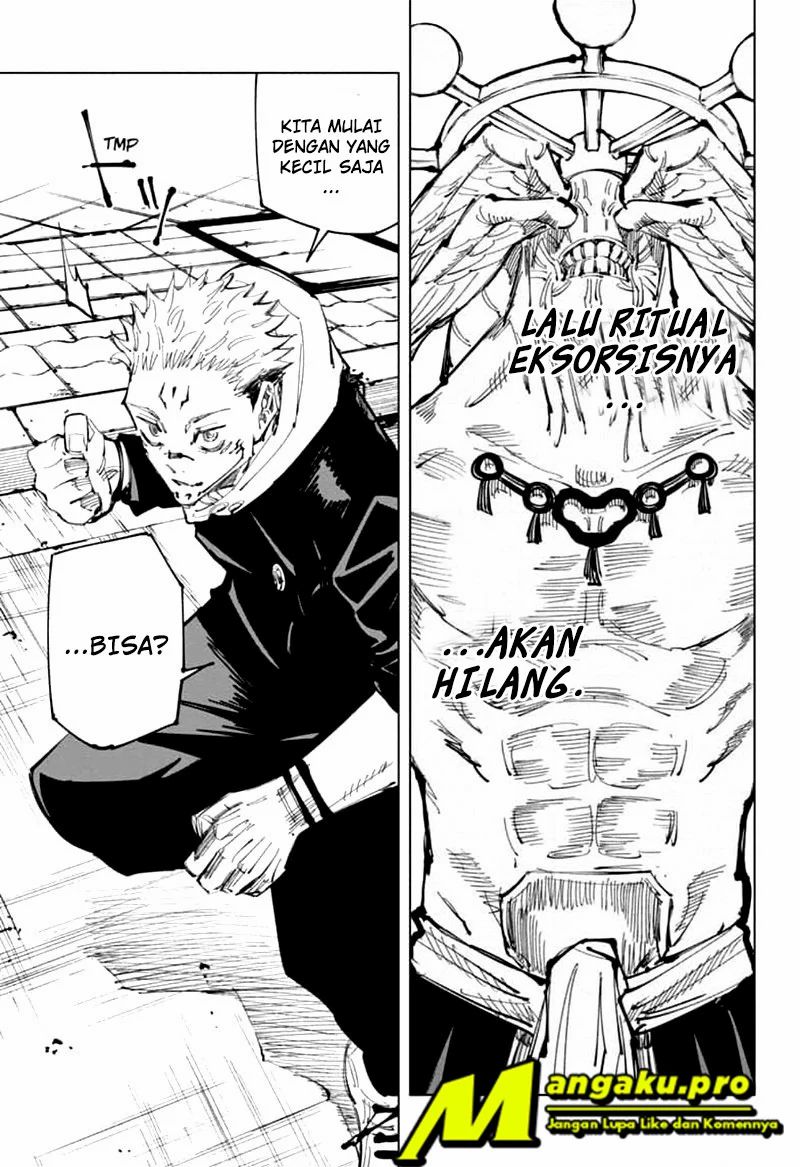 LALU RITUAL
EKSORSISNYA
...
...AKAN
HILANG.
KITA MULAI
DENGAN YANG
KECIL SAJA
...
TMP
...BISA?
Mangaku.pro
Jangan Lupa Like dan Komennya